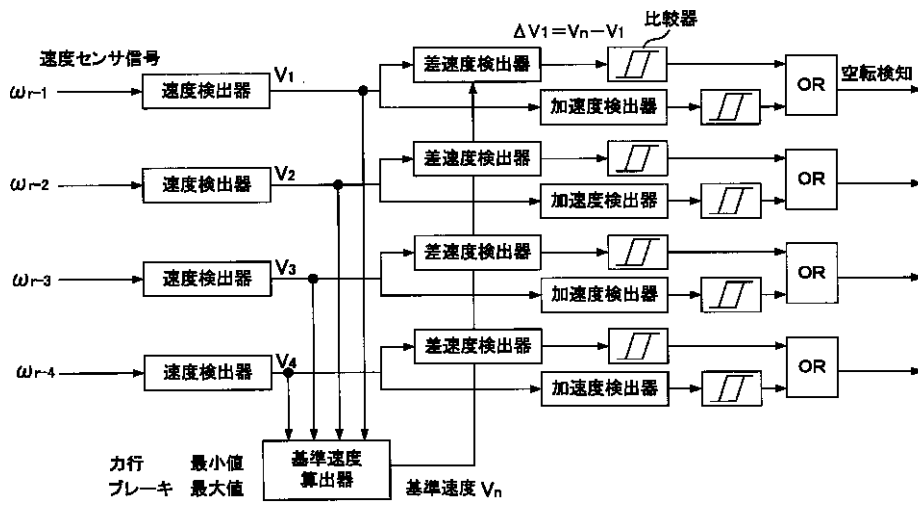 比較器
ΔV1=Vn−V1
速度センサ信号
差速度検出器
空転検知
ωr-1
速度検出器
V1
加速度検出器
OR
差速度検出器
ωr-2
速度検出器
V2
加速度検出器
OR
差速度検出器
ωr-3
速度検出器
V3
加速度検出器
OR
差速度検出器
ωr-4
速度検出器
V4
加速度検出器
OR
力行 最小値
ブレーキ 最大値
基準速度
算出器
基準速度 Vn